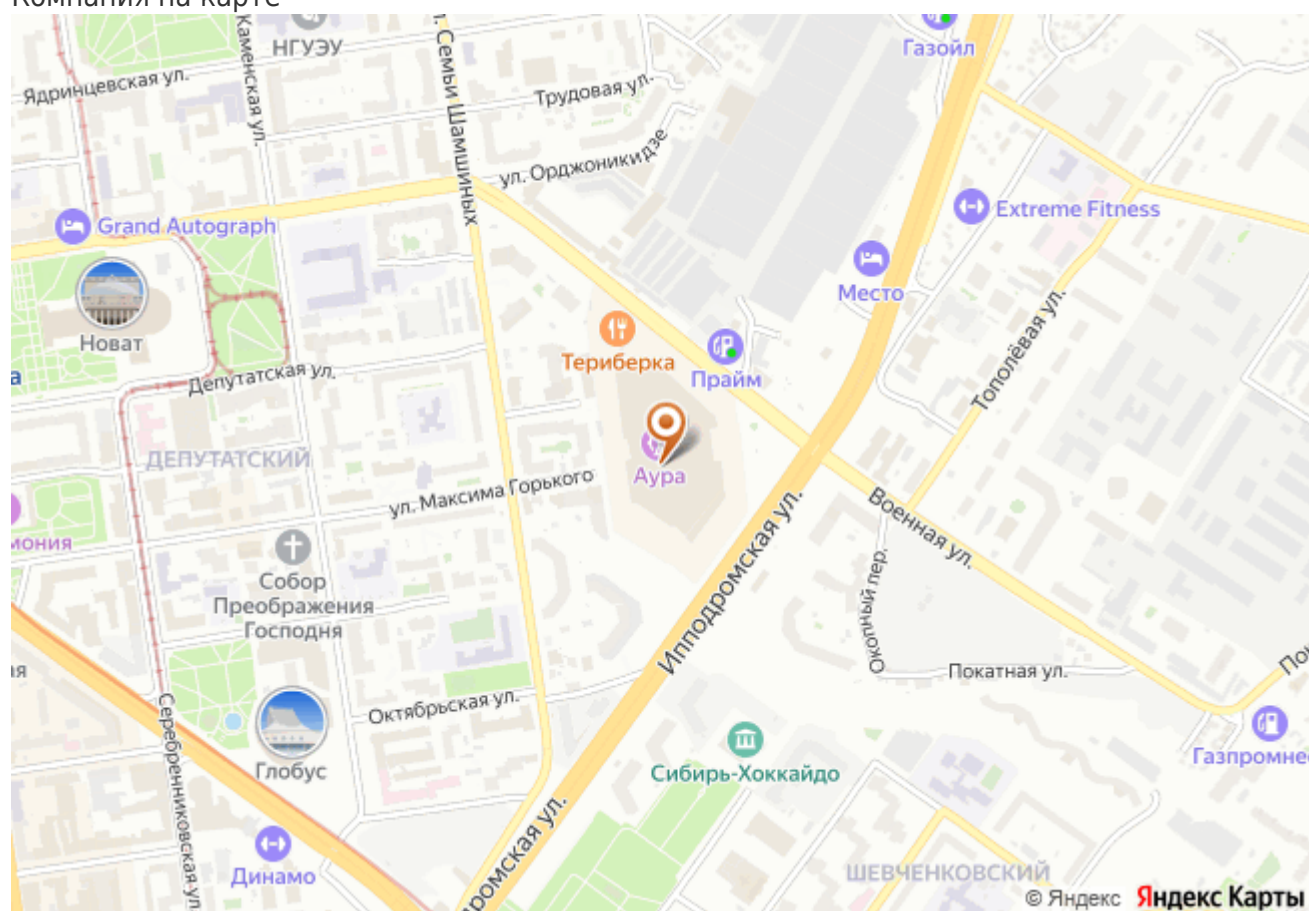 Компания на карте
НГУЭУ
Газойл
Ядринцевская ул.
Каменская ул.
Семьи Шамшиных
Трудовая ул.
ул. Орджоникидзе
Grand Autograph
Extreme Fitness
Место
Новат
Териберка
Прайм
Депутатская ул.
Тополёвая ул.
ДЕПУТАТСКИЙ
Аура
ул. Максима Горького
Военная ул.
Собор
Преображения
Господня
Ипподромская ул.
Окопный пер.
Покатная ул.
Октябрьская ул.
Серебренниковская ул.
Глобус
Сибирь-Хоккайдо
Динамо
ШЕВЧЕНКОВСКИЙ
© Яндекс Яндекс Карты